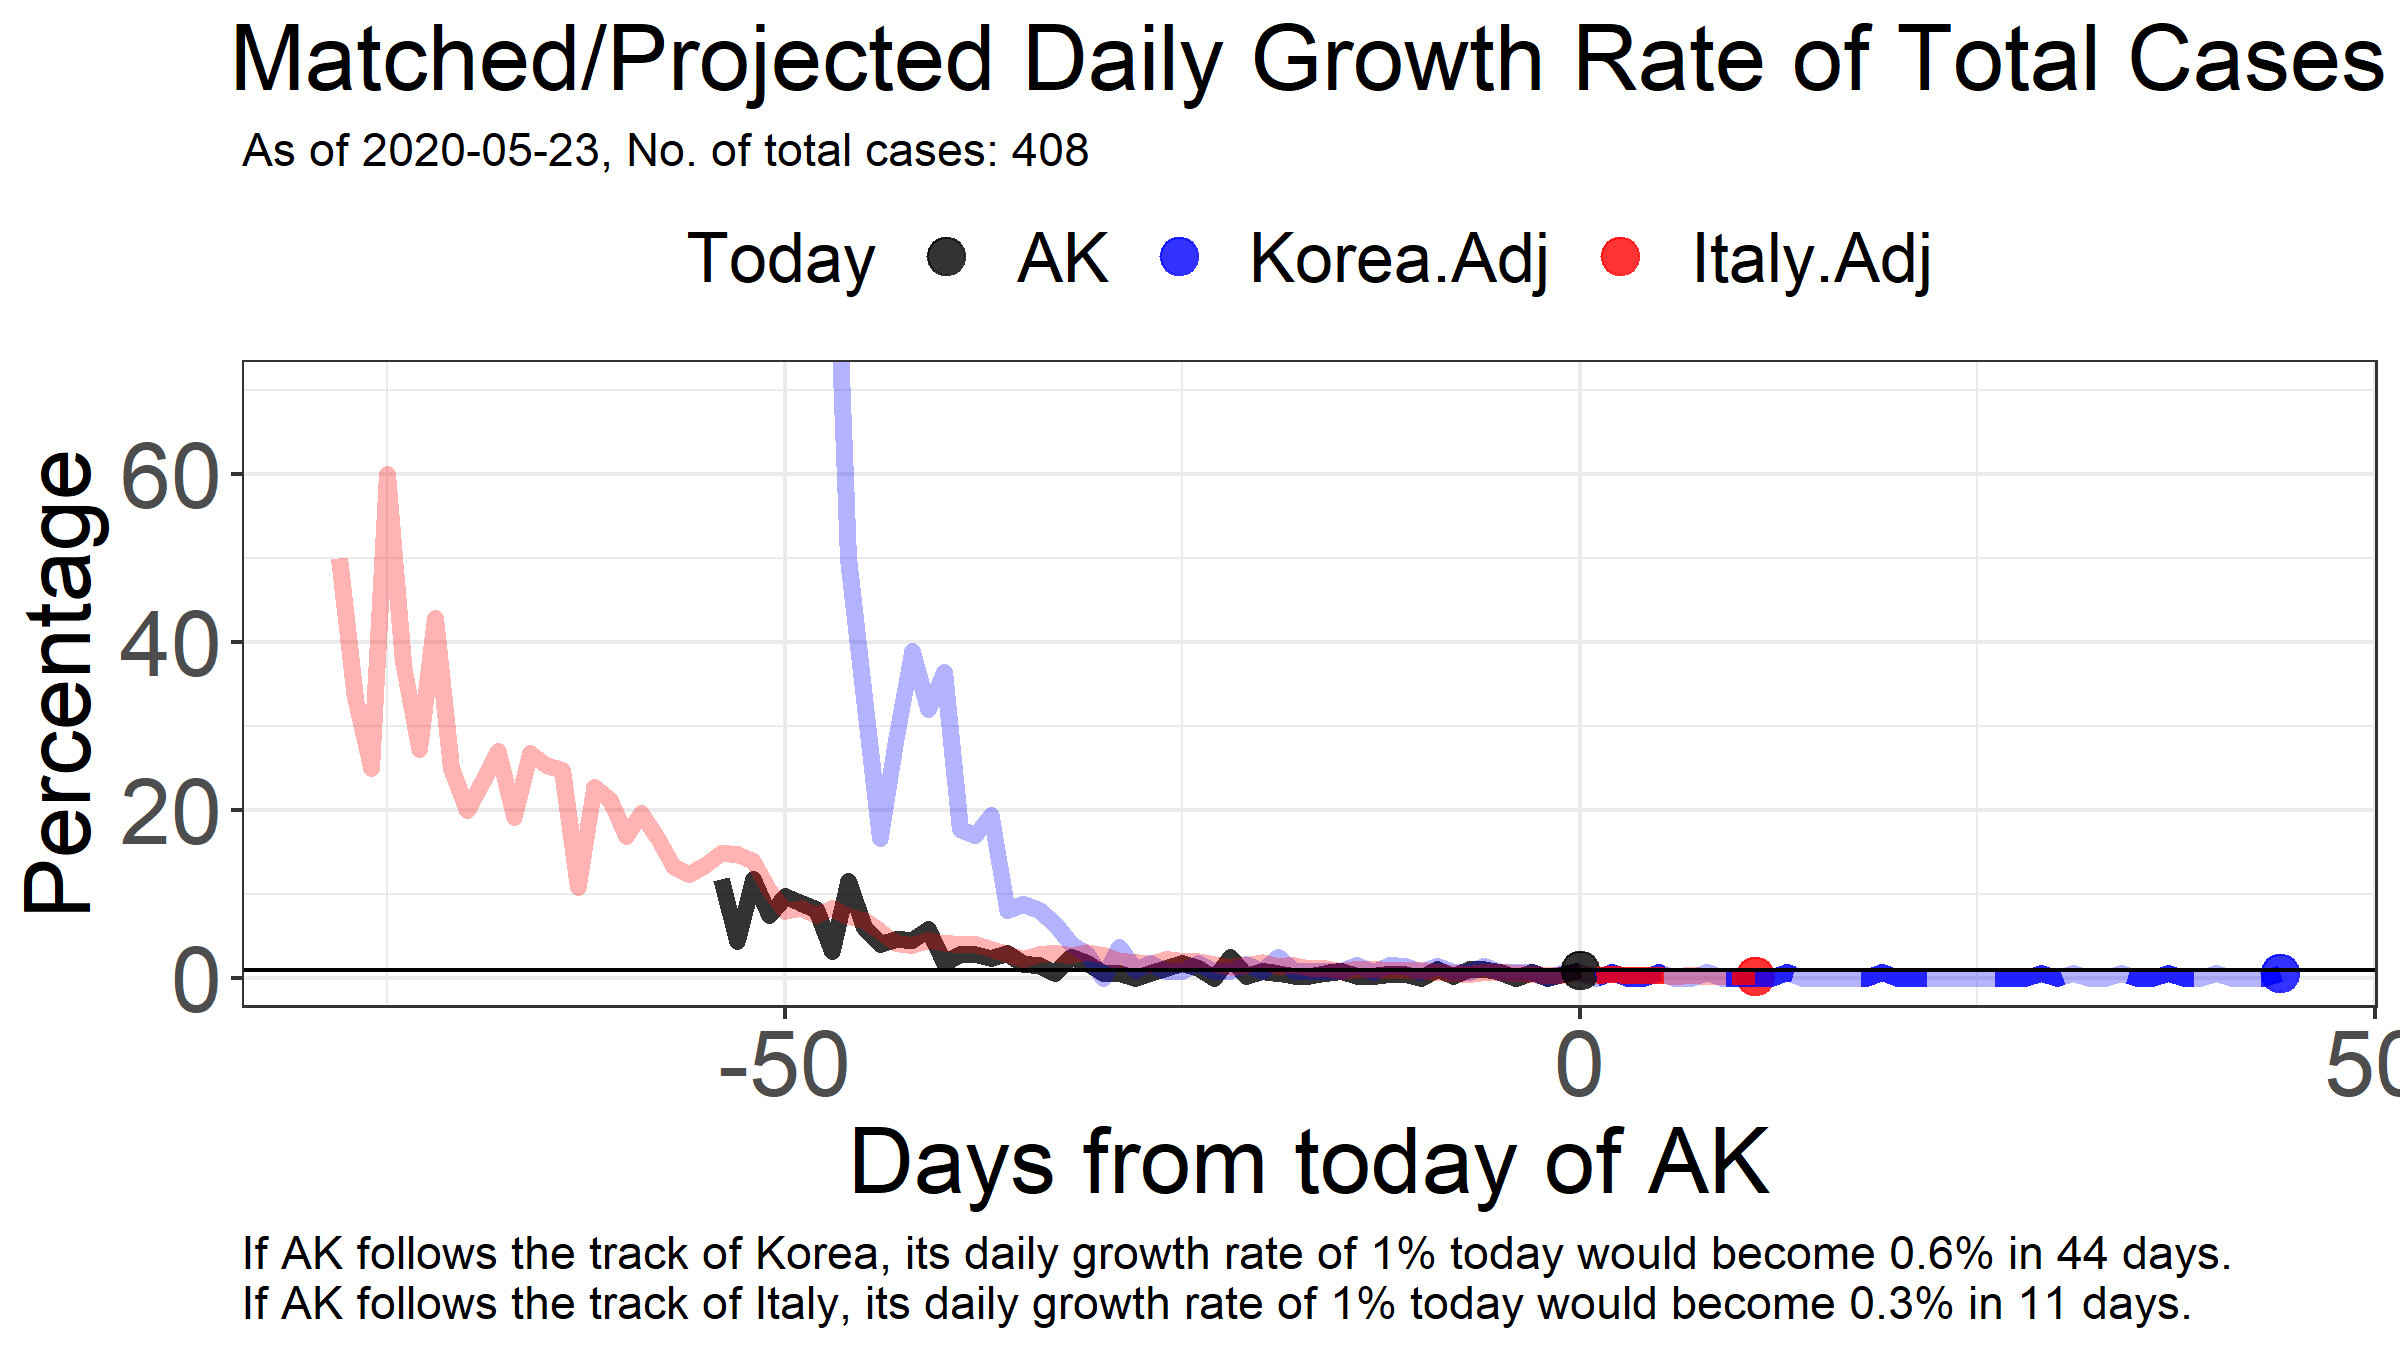 Matched/Projected Daily Growth Rate of Total Cases
As of 2020-05-23, No. of total cases: 408
Today AK Korea.Adj Italy.Adj
Percentage
60
40
20
0
-50 0 50
Days from today of AK
If AK follows the track of Korea, its daily growth rate of 1% today would become 0.6% in 44 days.
If AK follows the track of Italy, its daily growth rate of 1% today would become 0.3% in 11 days.